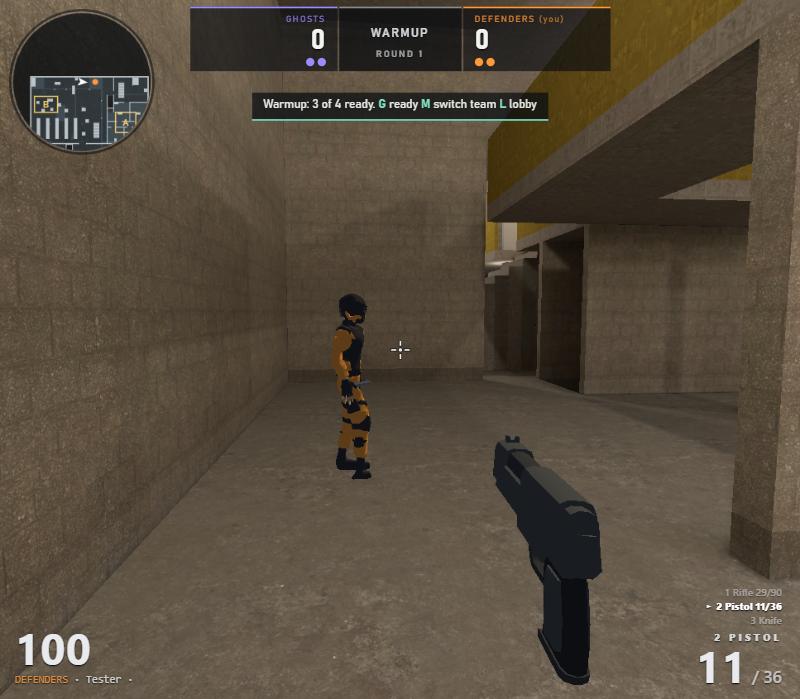 GHOSTS
0
WARMUP
ROUND 1
DEFENDERS (you)
0
Warmup: 3 of 4 ready. G ready M switch team L lobby
B
A
1 Rifle 29/90
▸ 2 Pistol 11/36
3 Knife
2 PISTOL
11 / 36
100
DEFENDERS · Tester ·